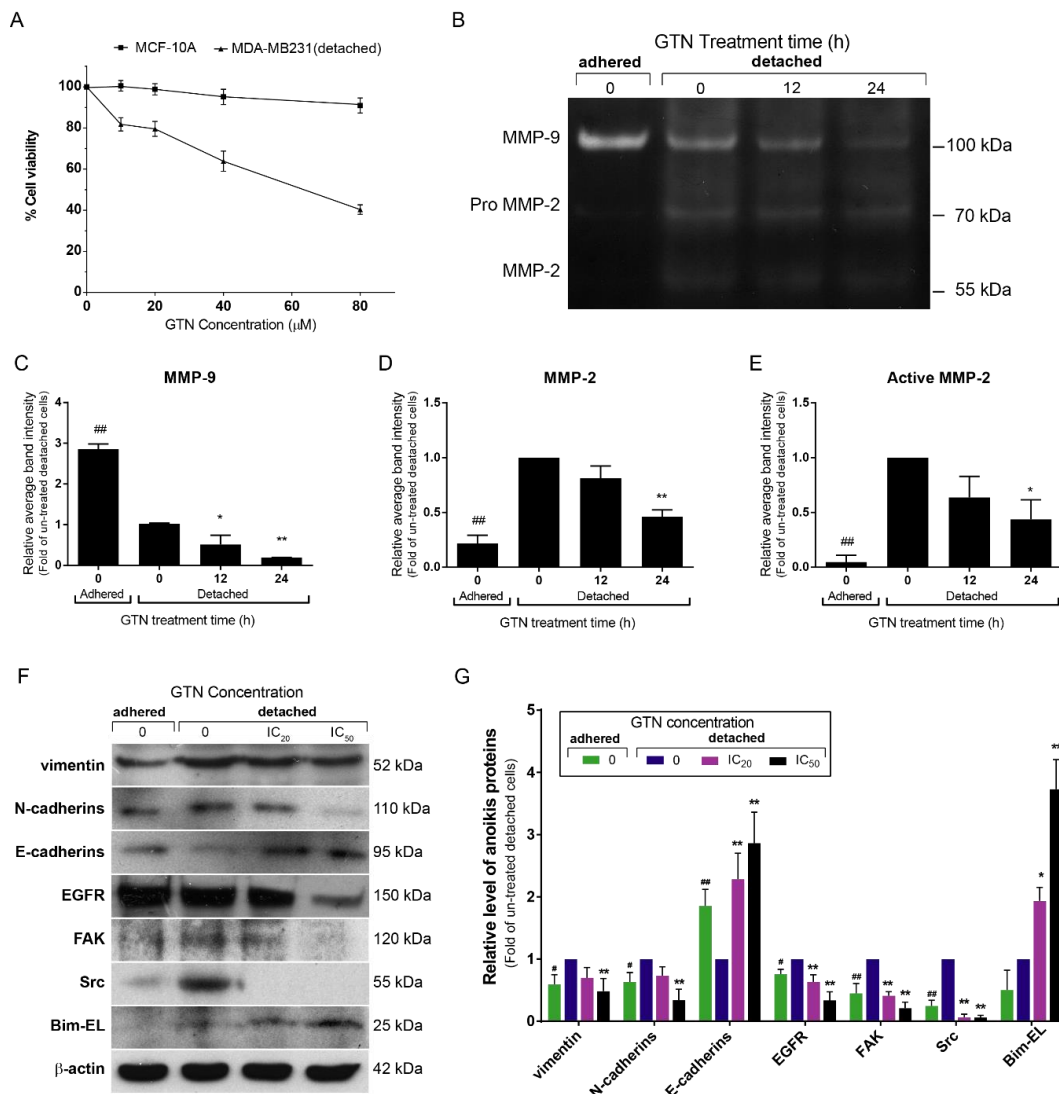 A
MCF-10A
MDA-MB231(detached)
% Cell viability
100
80
60
40
20
0
0 20 40 60 80
GTN Concentration (μM)
B
GTN Treatment time (h)
adhered detached
0 0 12 24
MMP-9
Pro MMP-2
MMP-2
100 kDa
70 kDa
55 kDa
C
MMP-9
Relative average band intensity
(Fold of un-treated deatached cells)
4
3
2
1
0
##
*
**
0 0 12 24
Adhered Detached
GTN treatment time (h)
D
MMP-2
Relative average band intensity
(Fold of un-treated deatached cells)
1.5
1.0
0.5
0.0
##
**
0 0 12 24
Adhered Detached
GTN treatment time (h)
E
Active MMP-2
Relative average band intensity
(Fold of un-treated deatached cells)
1.5
1.0
0.5
0.0
##
*
0 0 12 24
Adhered Detached
GTN treatment time (h)
F
GTN Concentration
adhered detached
0 0 IC20 IC50
vimentin 52 kDa
N-cadherins 110 kDa
E-cadherins 95 kDa
EGFR 150 kDa
FAK 120 kDa
Src 55 kDa
Bim-EL 25 kDa
β-actin 42 kDa
G
Relative level of anoikis proteins
(Fold of un-treated detached cells)
GTN concentration
adhered detached
0 0 IC20 IC50
5
4
3
2
1
0
# **
# **
## ** **
# ** **
## ** **
## ** **
* **
vimentin
N-cadherins
E-cadherins
EGFR
FAK
Src
Bim-EL